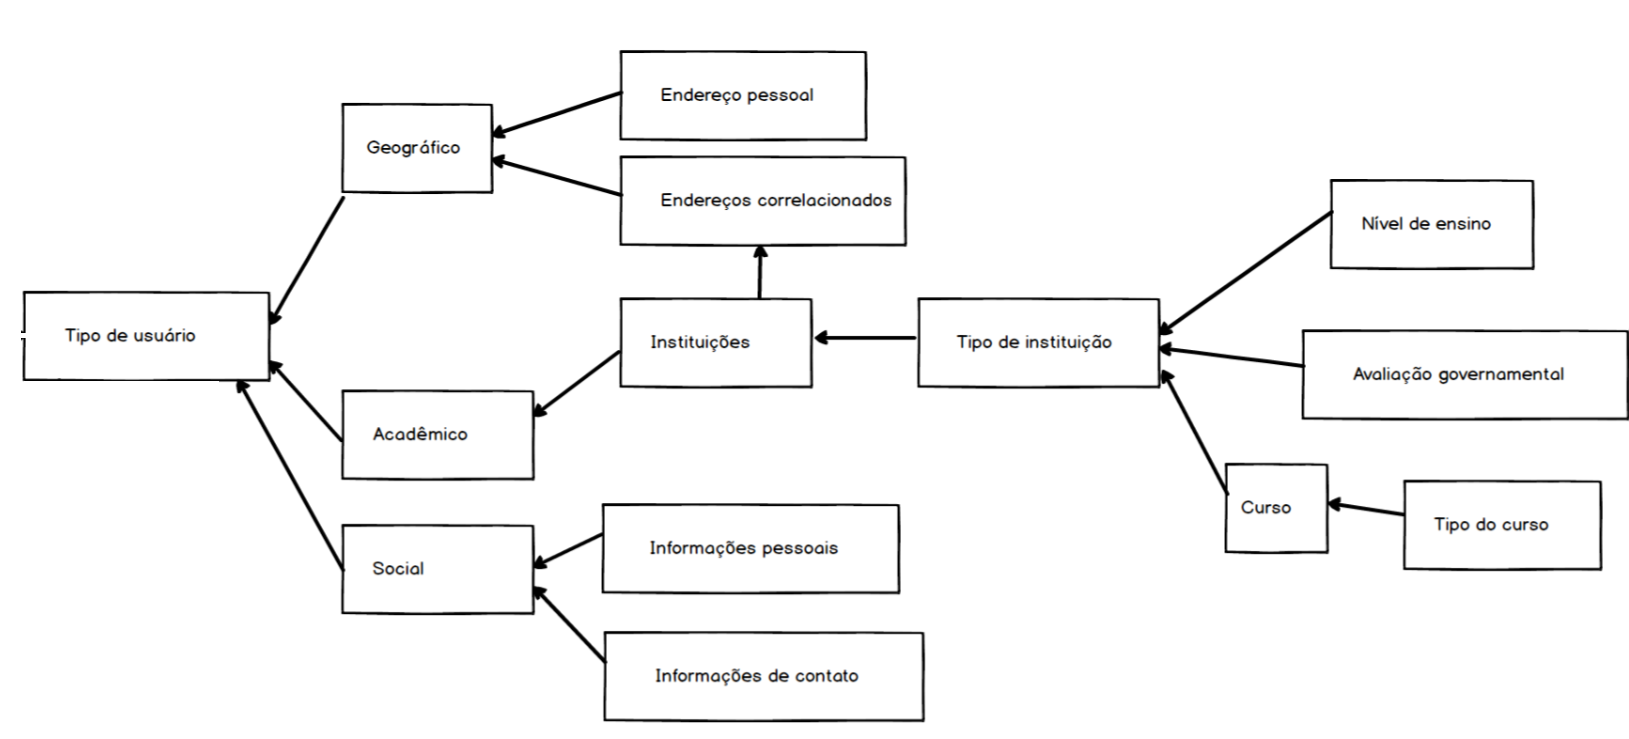 Endereço pessoal
Geográfico
Endereços correlacionados
Nível de ensino
Tipo de usuário
Instituições
Tipo de instituição
Avaliação governamental
Acadêmico
Curso
Tipo do curso
Informações pessoais
Social
Informações de contato